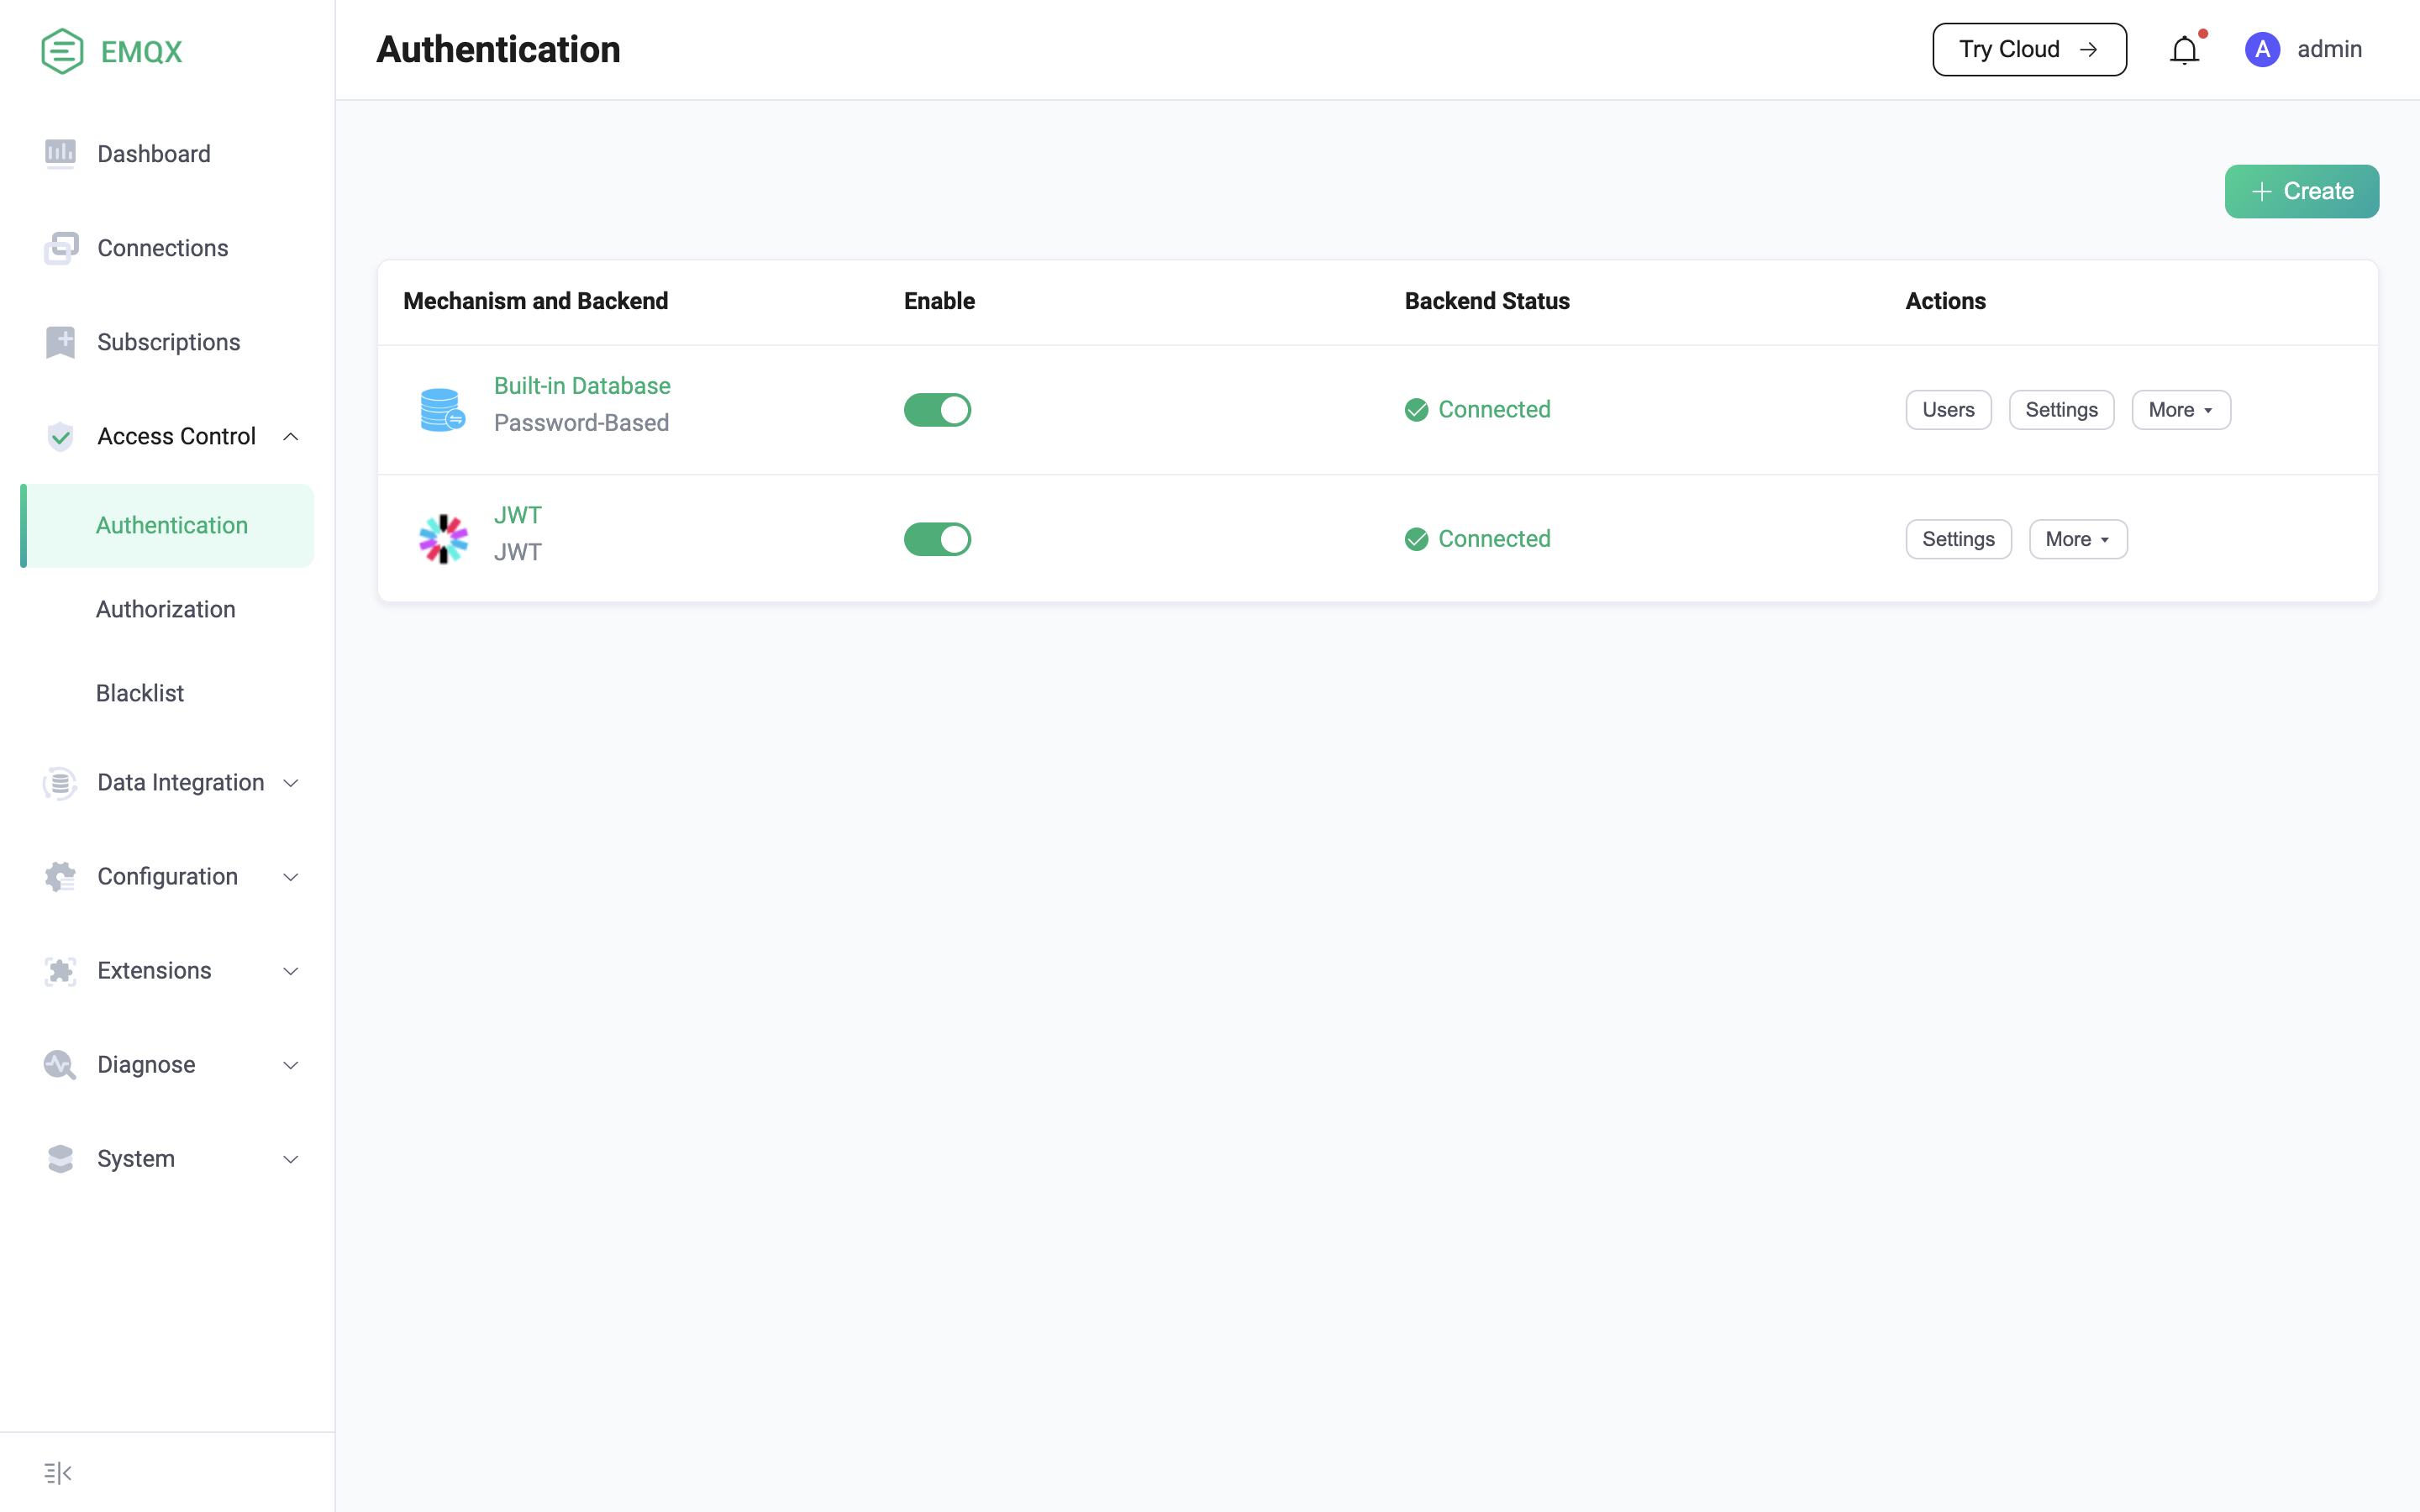 EMQX
Authentication
Try Cloud →
A admin
Dashboard
Connections
Subscriptions
Access Control
Authentication
Authorization
Blacklist
Data Integration
Configuration
Extensions
Diagnose
System
+ Create
Mechanism and Backend Enable Backend Status Actions
Built-in Database
Password-Based
Connected
Users Settings More
JWT
JWT
Connected
Settings More